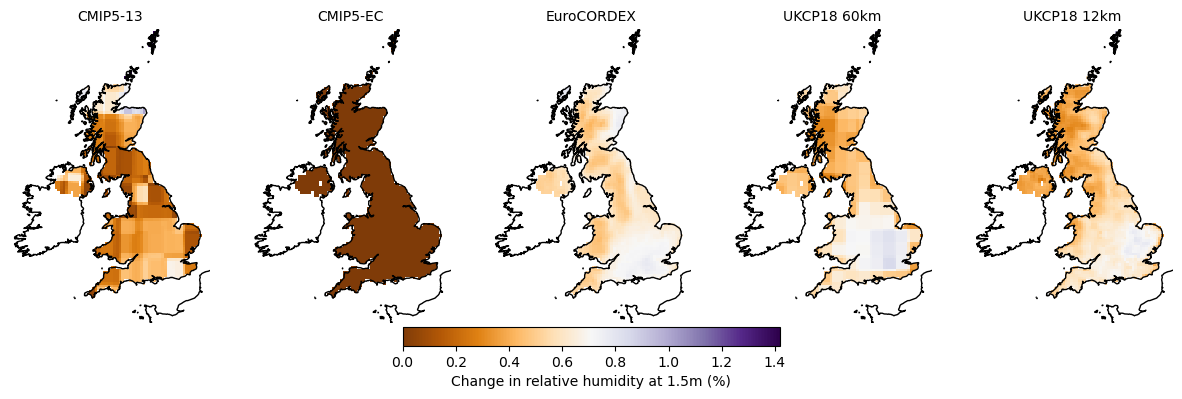 CMIP5-13 CMIP5-EC EuroCORDEX UKCP18 60km UKCP18 12km
0.0 0.2 0.4 0.6 0.8 1.0 1.2 1.4
Change in relative humidity at 1.5m (%)